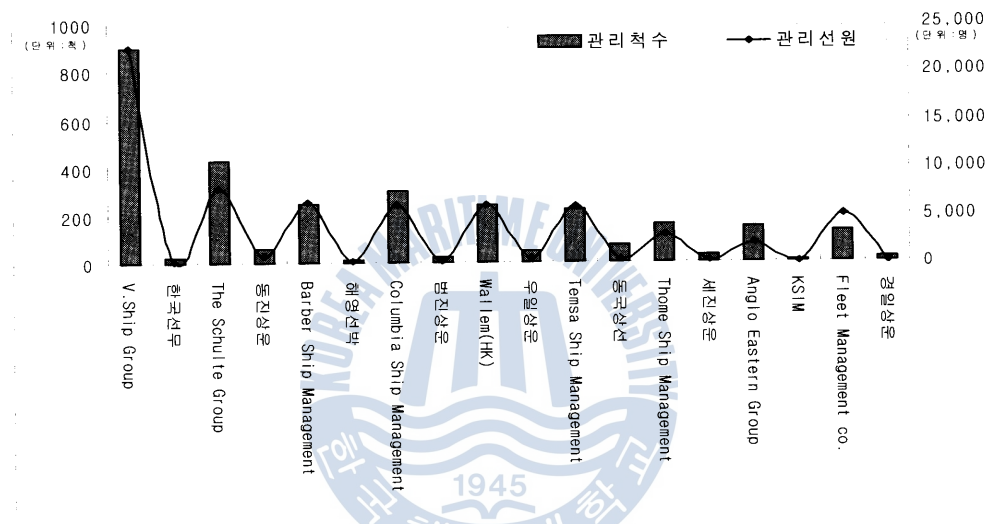 1000
(단위:척)
800
600
400
200
0
관리척수
관리선원
25,000
(단위:명)
20,000
15,000
10,000
5,000
0
V.Ship Group
한국선무
The Schulte Group
동진상운
Barber Ship Management
해영선박
Columbia Ship Management
범진상운
Wallem(HK)
우일상운
Temsa Ship Management
동국상선
Thome Ship Management
세진상운
Anglo Eastern Group
KSIM
Fleet Management co.
경일상운
KOREA MARITIME UNIVERSITY
1945